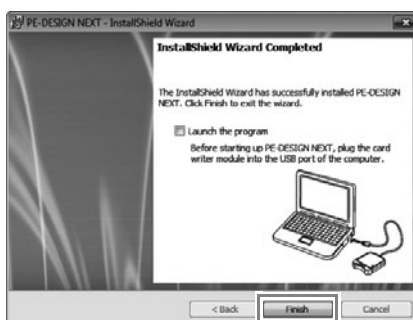 PE-DESIGN NEXT - InstallShield Wizard
InstallShield Wizard Completed
The InstallShield Wizard has successfully installed PE-DESIGN
NEXT. Click Finish to exit the wizard.
Launch the program
Before starting up PE-DESIGN NEXT, plug the card
writer module into the USB port of the computer.
< Back
Finish
Cancel